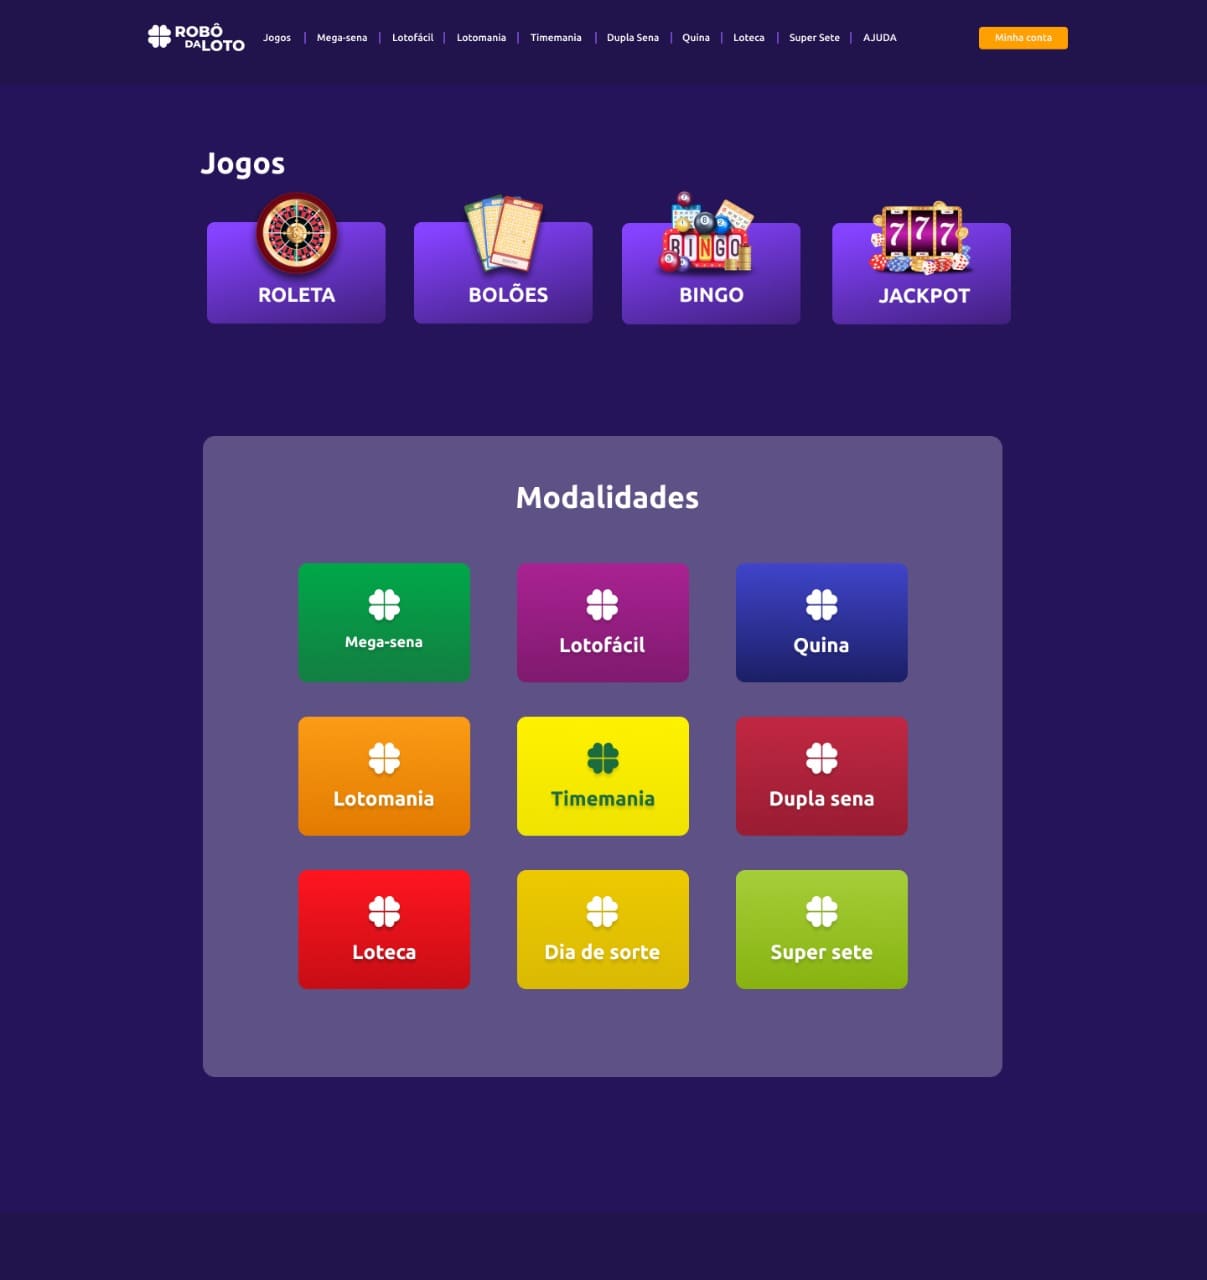 ROBÔ
DALOTO
Jogos | Mega-sena | Lotofácil | Lotomania | Timemania | Dupla Sena | Quina | Loteca | Super Sete | AJUDA
Minha conta
Jogos
BINGO
777
ROLETA
BOLÕES
BINGO
JACKPOT
Modalidades
Mega-sena
Lotofácil
Quina
Lotomania
Timemania
Dupla sena
Loteca
Dia de sorte
Super sete